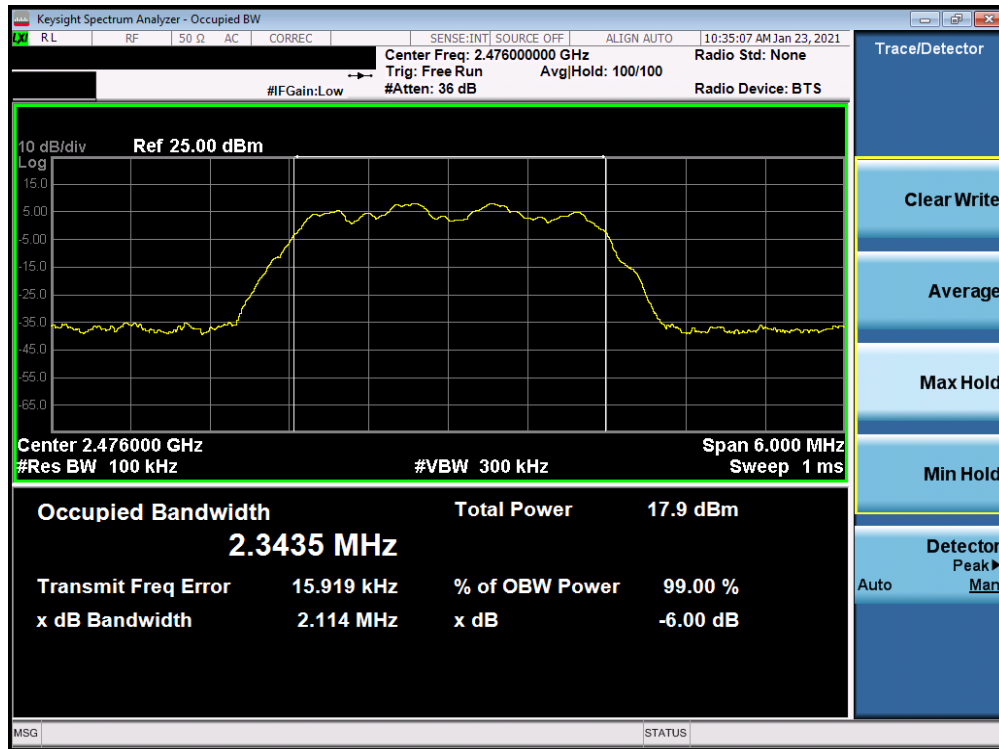 Keysight Spectrum Analyzer - Occupied BW
LXI RL RF 50 Ω AC CORREC SENSE:INT SOURCE OFF ALIGN AUTO 10:35:07 AM Jan 23, 2021
Center Freq: 2.476000000 GHz Radio Std: None
Trig: Free Run Avg|Hold: 100/100
#IFGain:Low #Atten: 36 dB Radio Device: BTS
10 dB/div Ref 25.00 dBm
Log
15.0
5.00
-5.00
-15.0
-25.0
-35.0
-45.0
-55.0
-65.0
Center 2.476000 GHz Span 6.000 MHz
#Res BW 100 kHz #VBW 300 kHz Sweep 1 ms
Occupied Bandwidth Total Power 17.9 dBm
2.3435 MHz
Transmit Freq Error 15.919 kHz % of OBW Power 99.00 %
x dB Bandwidth 2.114 MHz x dB -6.00 dB
MSG STATUS
Trace/Detector
Clear Write
Average
Max Hold
Min Hold
Detector
Peak▶
Auto Man